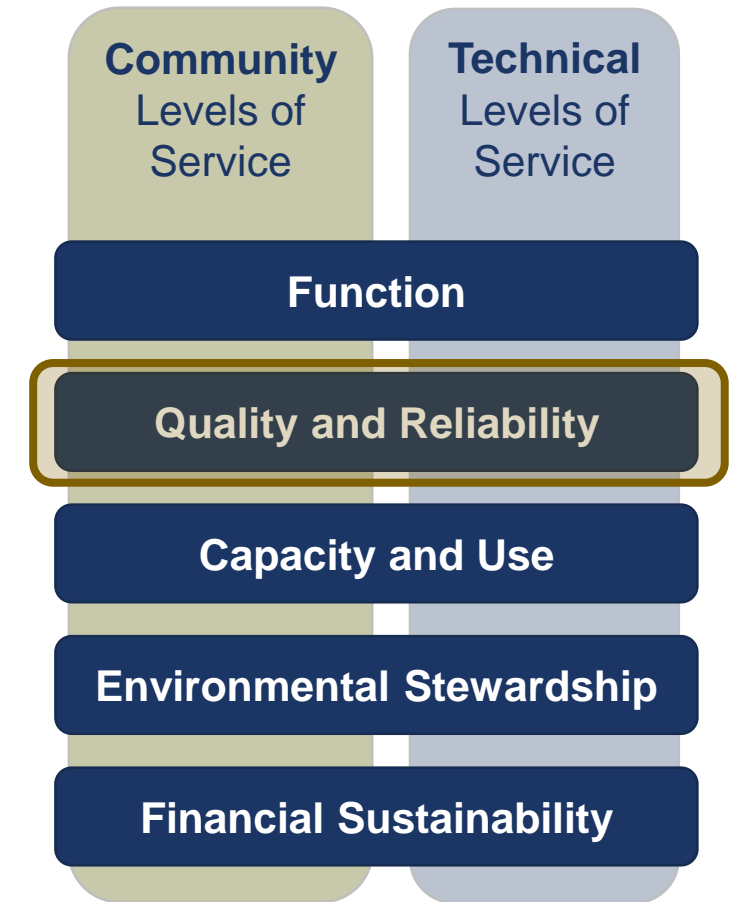 Community
Levels of
Service
Technical
Levels of
Service
Function
Quality and Reliability
Capacity and Use
Environmental Stewardship
Financial Sustainability